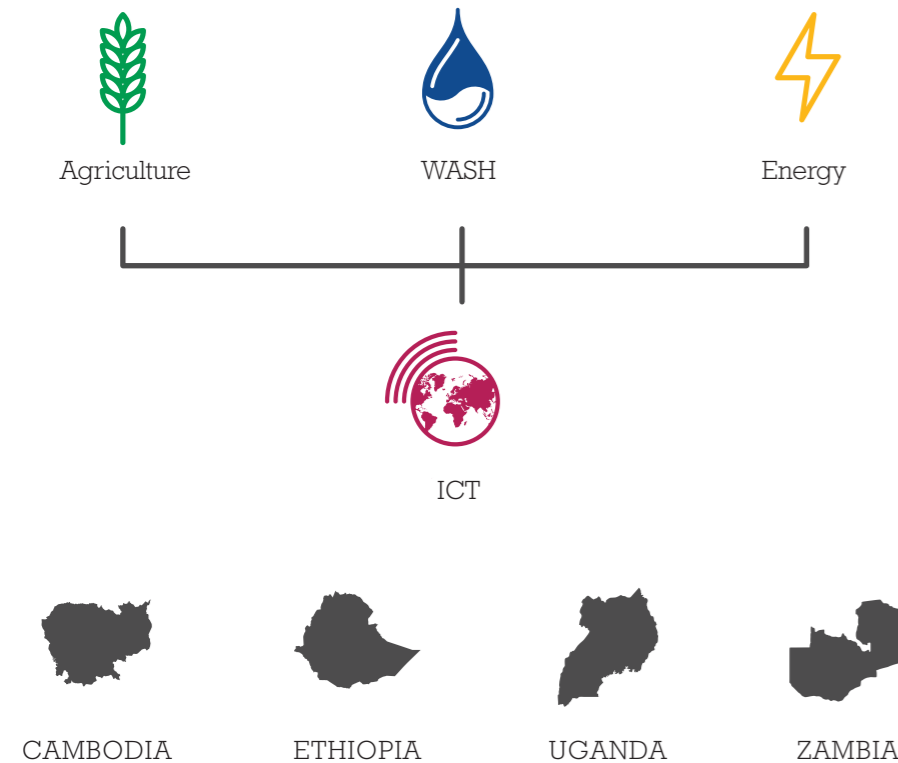 Agriculture
WASH
Energy
ICT
CAMBODIA
ETHIOPIA
UGANDA
ZAMBIA